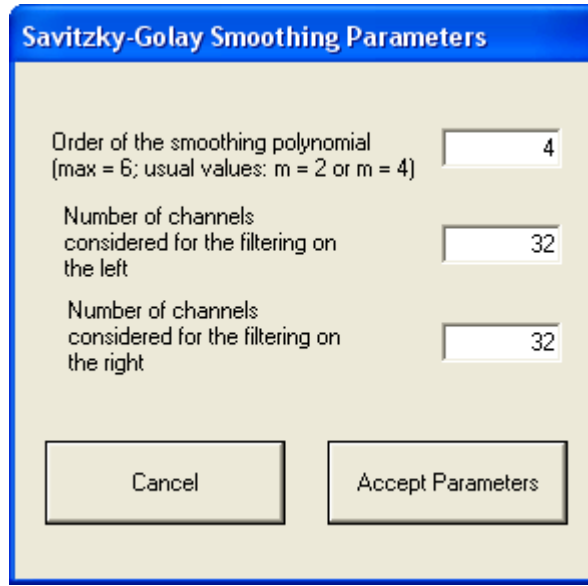 Savitzky-Golay Smoothing Parameters
Order of the smoothing polynomial
(max = 6; usual values: m = 2 or m = 4)
4
Number of channels
considered for the filtering on
the left
32
Number of channels
considered for the filtering on
the right
32
Cancel
Accept Parameters